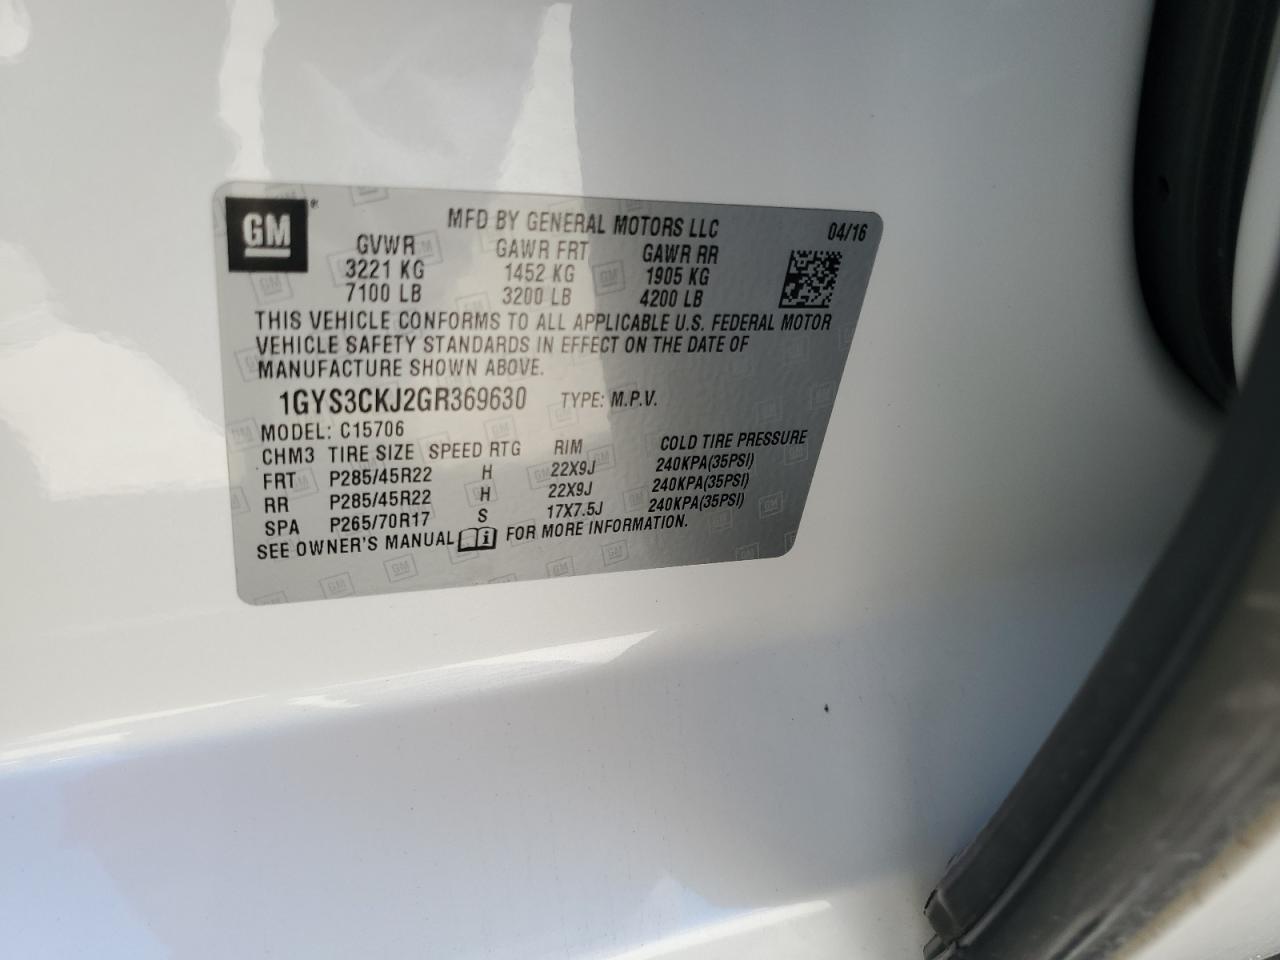 GM®
MFD BY GENERAL MOTORS LLC 04/16
GVWR GAWR FRT GAWR RR
3221 KG 1452 KG 1905 KG
7100 LB 3200 LB 4200 LB
THIS VEHICLE CONFORMS TO ALL APPLICABLE U.S. FEDERAL MOTOR
VEHICLE SAFETY STANDARDS IN EFFECT ON THE DATE OF
MANUFACTURE SHOWN ABOVE.
1GYS3CKJ2GR369630 TYPE: M.P.V.
MODEL: C15706
CHM3 TIRE SIZE SPEED RTG RIM COLD TIRE PRESSURE
FRT P285/45R22 H 22X9J 240KPA(35PSI)
RR P285/45R22 H 22X9J 240KPA(35PSI)
SPA P265/70R17 S 17X7.5J 240KPA(35PSI)
SEE OWNER'S MANUAL i FOR MORE INFORMATION.